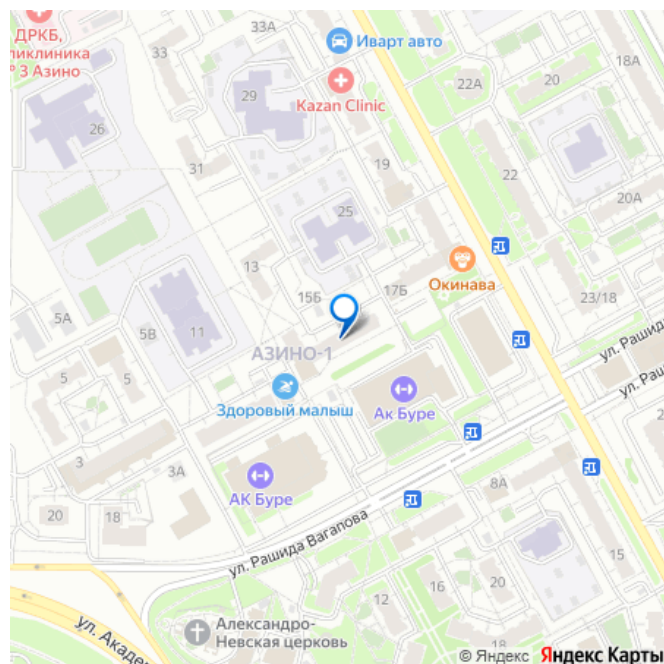 ДРКБ,
ликлиника
° 3 Азино
33
33А
Иварт авто
18А
22А
20
29
Kazan Clinic
26
31
19
22
25
20А
13
17Б
Окинава
15Б
23/18
5А
5В
11
АЗИНО-1
ул. Рашида
ул. Раш
5
5
Здоровый малыш
Ак Буре
3
3А
АК Буре
8А
20
18
ул. Рашида Вагапова
15
20
16
12
Александро-
Невская церковь
18
ул. Акаде
© Яндекс Яндекс Карты